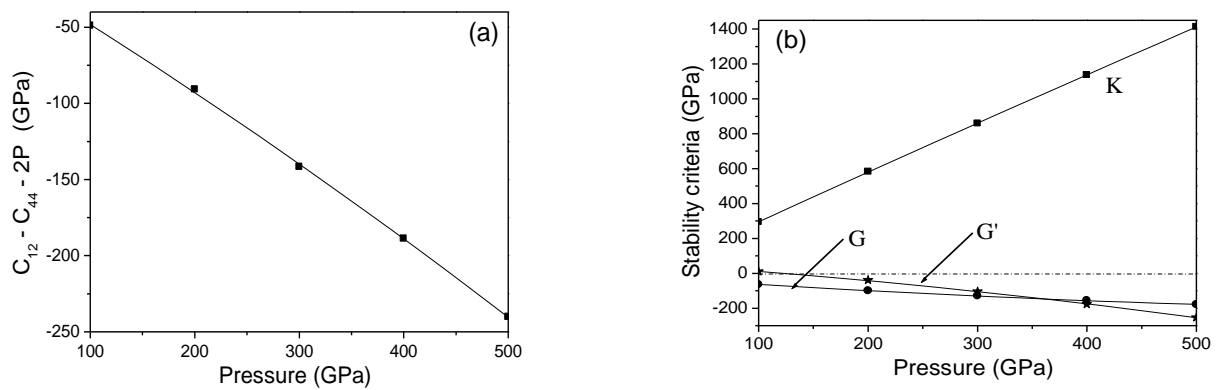 (a)
-50
-100
-150
-200
-250
100 200 300 400 500
Pressure (GPa)
C12 - C44 - 2P (GPa)
(b)
1400
1200
1000
800
600
400
200
0
-200
100 200 300 400 500
Pressure (GPa)
Stability criteria (GPa)
K
G
G'